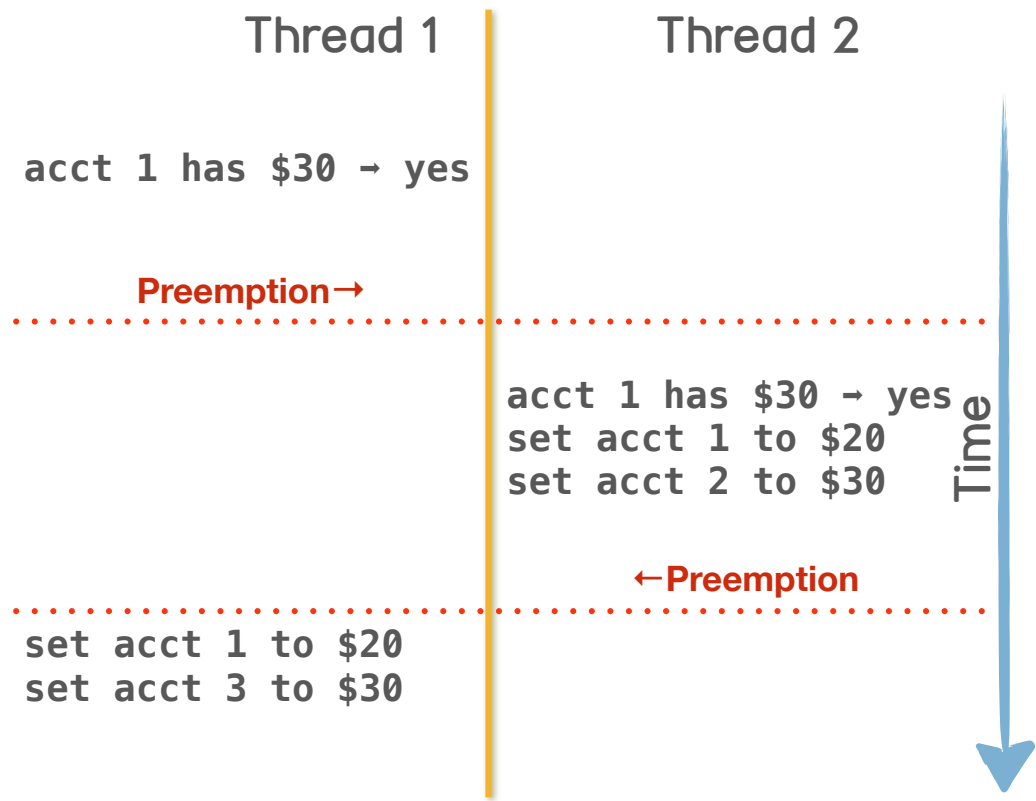 Thread 1
Thread 2
acct 1 has $30 → yes
Preemption→
acct 1 has $30 → yes
set acct 1 to $20
set acct 2 to $30
Time
←Preemption
set acct 1 to $20
set acct 3 to $30